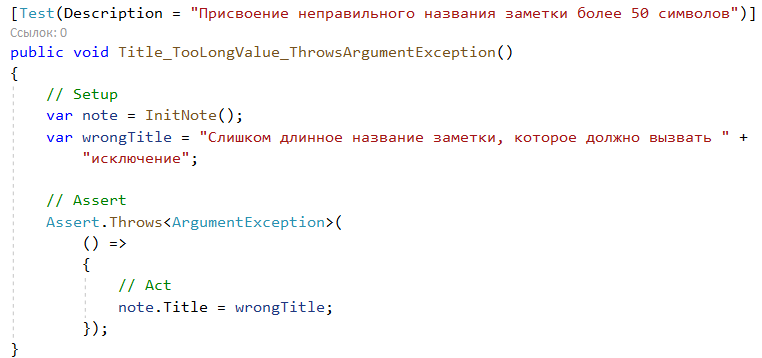 [Test(Description = "Присвоение неправильного названия заметки более 50 символов")]
Ссылок: 0
public void Title_TooLongValue_ThrowsArgumentException()
{
    // Setup
    var note = InitNote();
    var wrongTitle = "Слишком длинное название заметки, которое должно вызвать " +
        "исключение";

    // Assert
    Assert.Throws<ArgumentException>(
        () =>
        {
            // Act
            note.Title = wrongTitle;
        });
}